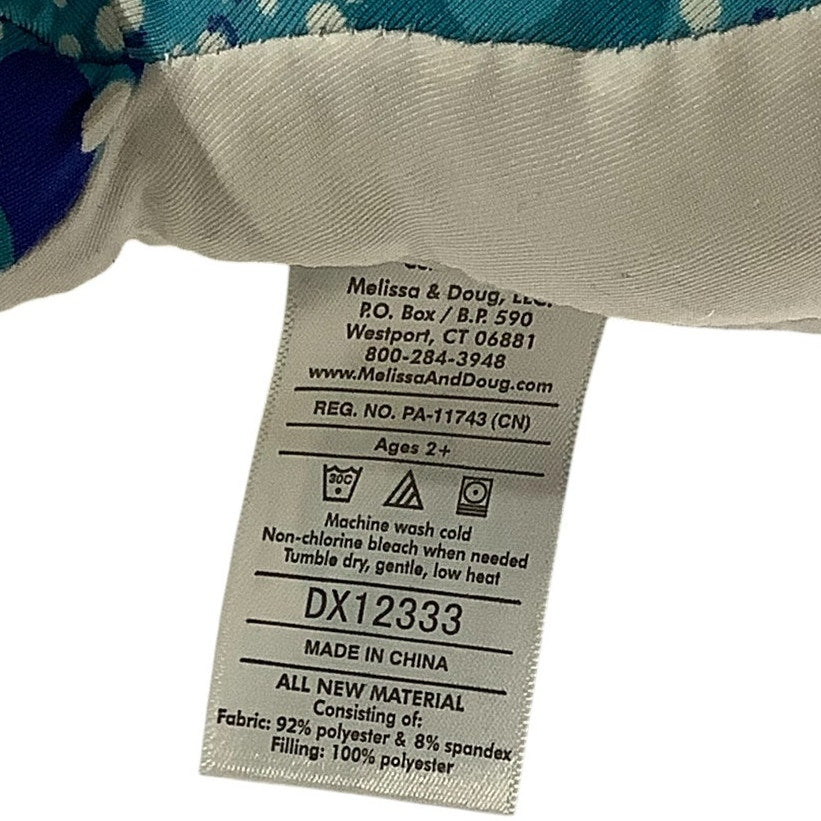 Melissa & Doug, LLC.
P.O. Box / B.P. 590
Westport, CT 06881
800-284-3948
www.MelissaAndDoug.com
REG. NO. PA-11743 (CN)
Ages 2+
30C
Machine wash cold
Non-chlorine bleach when needed
Tumble dry, gentle, low heat
DX12333
MADE IN CHINA
ALL NEW MATERIAL
Consisting of:
Fabric: 92% polyester & 8% spandex
Filling: 100% polyester